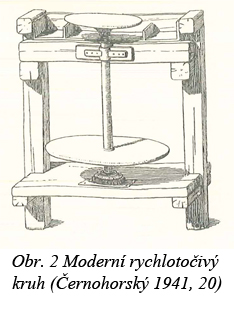 Obr. 2 Moderní rychlotočivý
kruh (Černohorský 1941, 20)